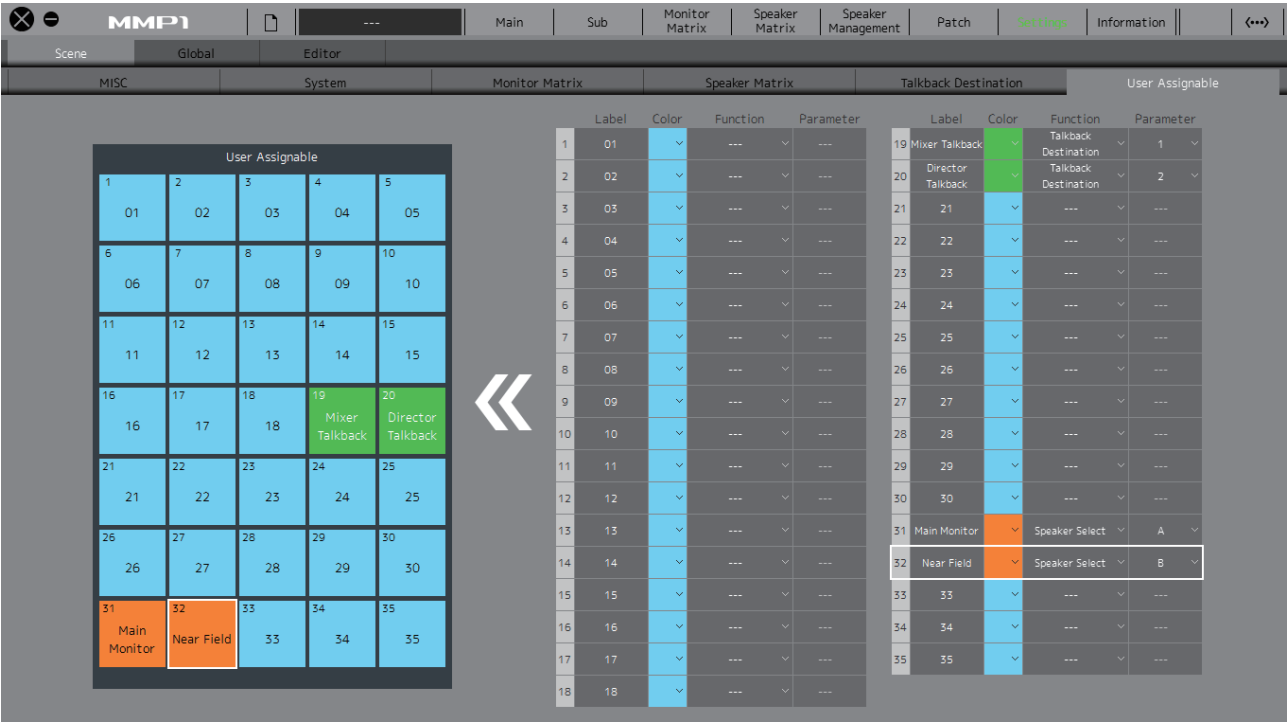 MMP1 --- Main Sub Monitor Matrix Speaker Matrix Speaker Management Patch Settings Information
Scene Global Editor
MISC System Monitor Matrix Speaker Matrix Talkback Destination User Assignable
User Assignable
1 2 3 4 5
01 02 03 04 05
6 7 8 9 10
06 07 08 09 10
11 12 13 14 15
11 12 13 14 15
16 17 18 19 20
16 17 18 Mixer Talkback Director Talkback
21 22 23 24 25
21 22 23 24 25
26 27 28 29 30
26 27 28 29 30
31 32 33 34 35
Main Monitor Near Field 33 34 35
Label Color Function Parameter
1 01 --- ---
2 02 --- ---
3 03 --- ---
4 04 --- ---
5 05 --- ---
6 06 --- ---
7 07 --- ---
8 08 --- ---
9 09 --- ---
10 10 --- ---
11 11 --- ---
12 12 --- ---
13 13 --- ---
14 14 --- ---
15 15 --- ---
16 16 --- ---
17 17 --- ---
18 18 --- ---
Label Color Function Parameter
19 Mixer Talkback Talkback Destination 1
20 Director Talkback Talkback Destination 2
21 21 --- ---
22 22 --- ---
23 23 --- ---
24 24 --- ---
25 25 --- ---
26 26 --- ---
27 27 --- ---
28 28 --- ---
29 29 --- ---
30 30 --- ---
31 Main Monitor Speaker Select A
32 Near Field Speaker Select B
33 33 --- ---
34 34 --- ---
35 35 --- ---